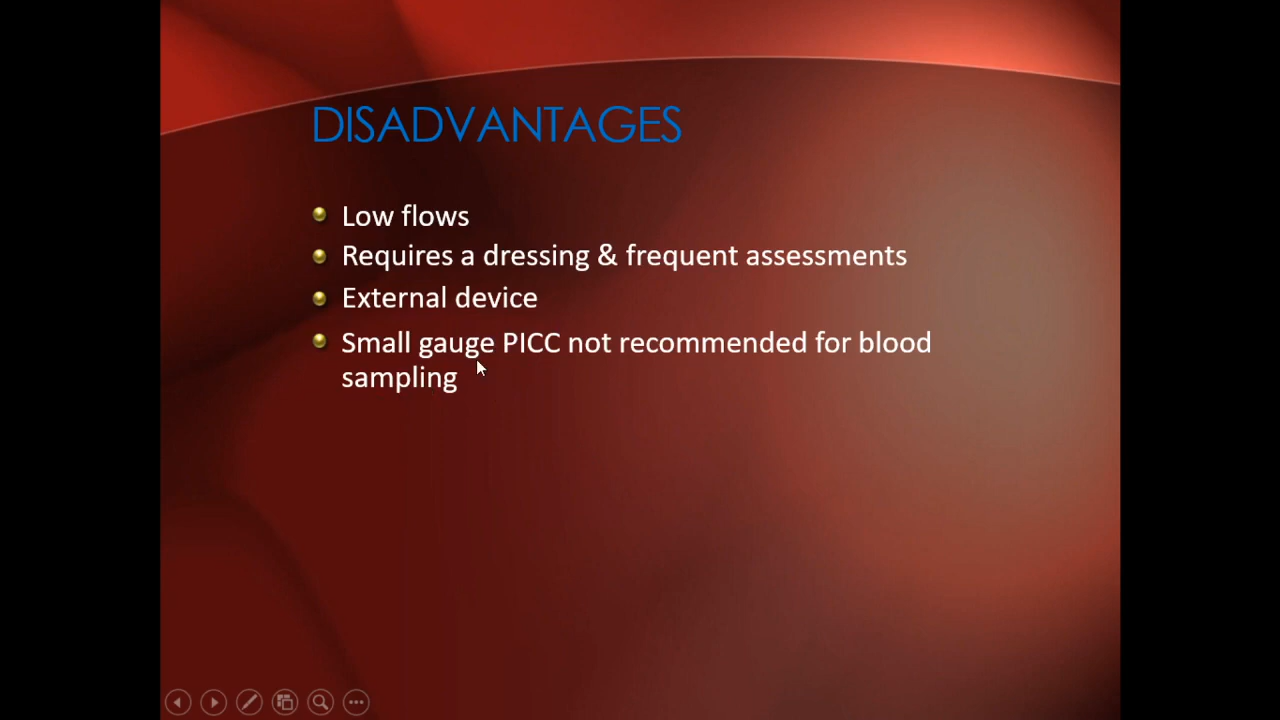 DISADVANTAGES
Low flows
Requires a dressing & frequent assessments
External device
Small gauge PICC not recommended for blood
sampling